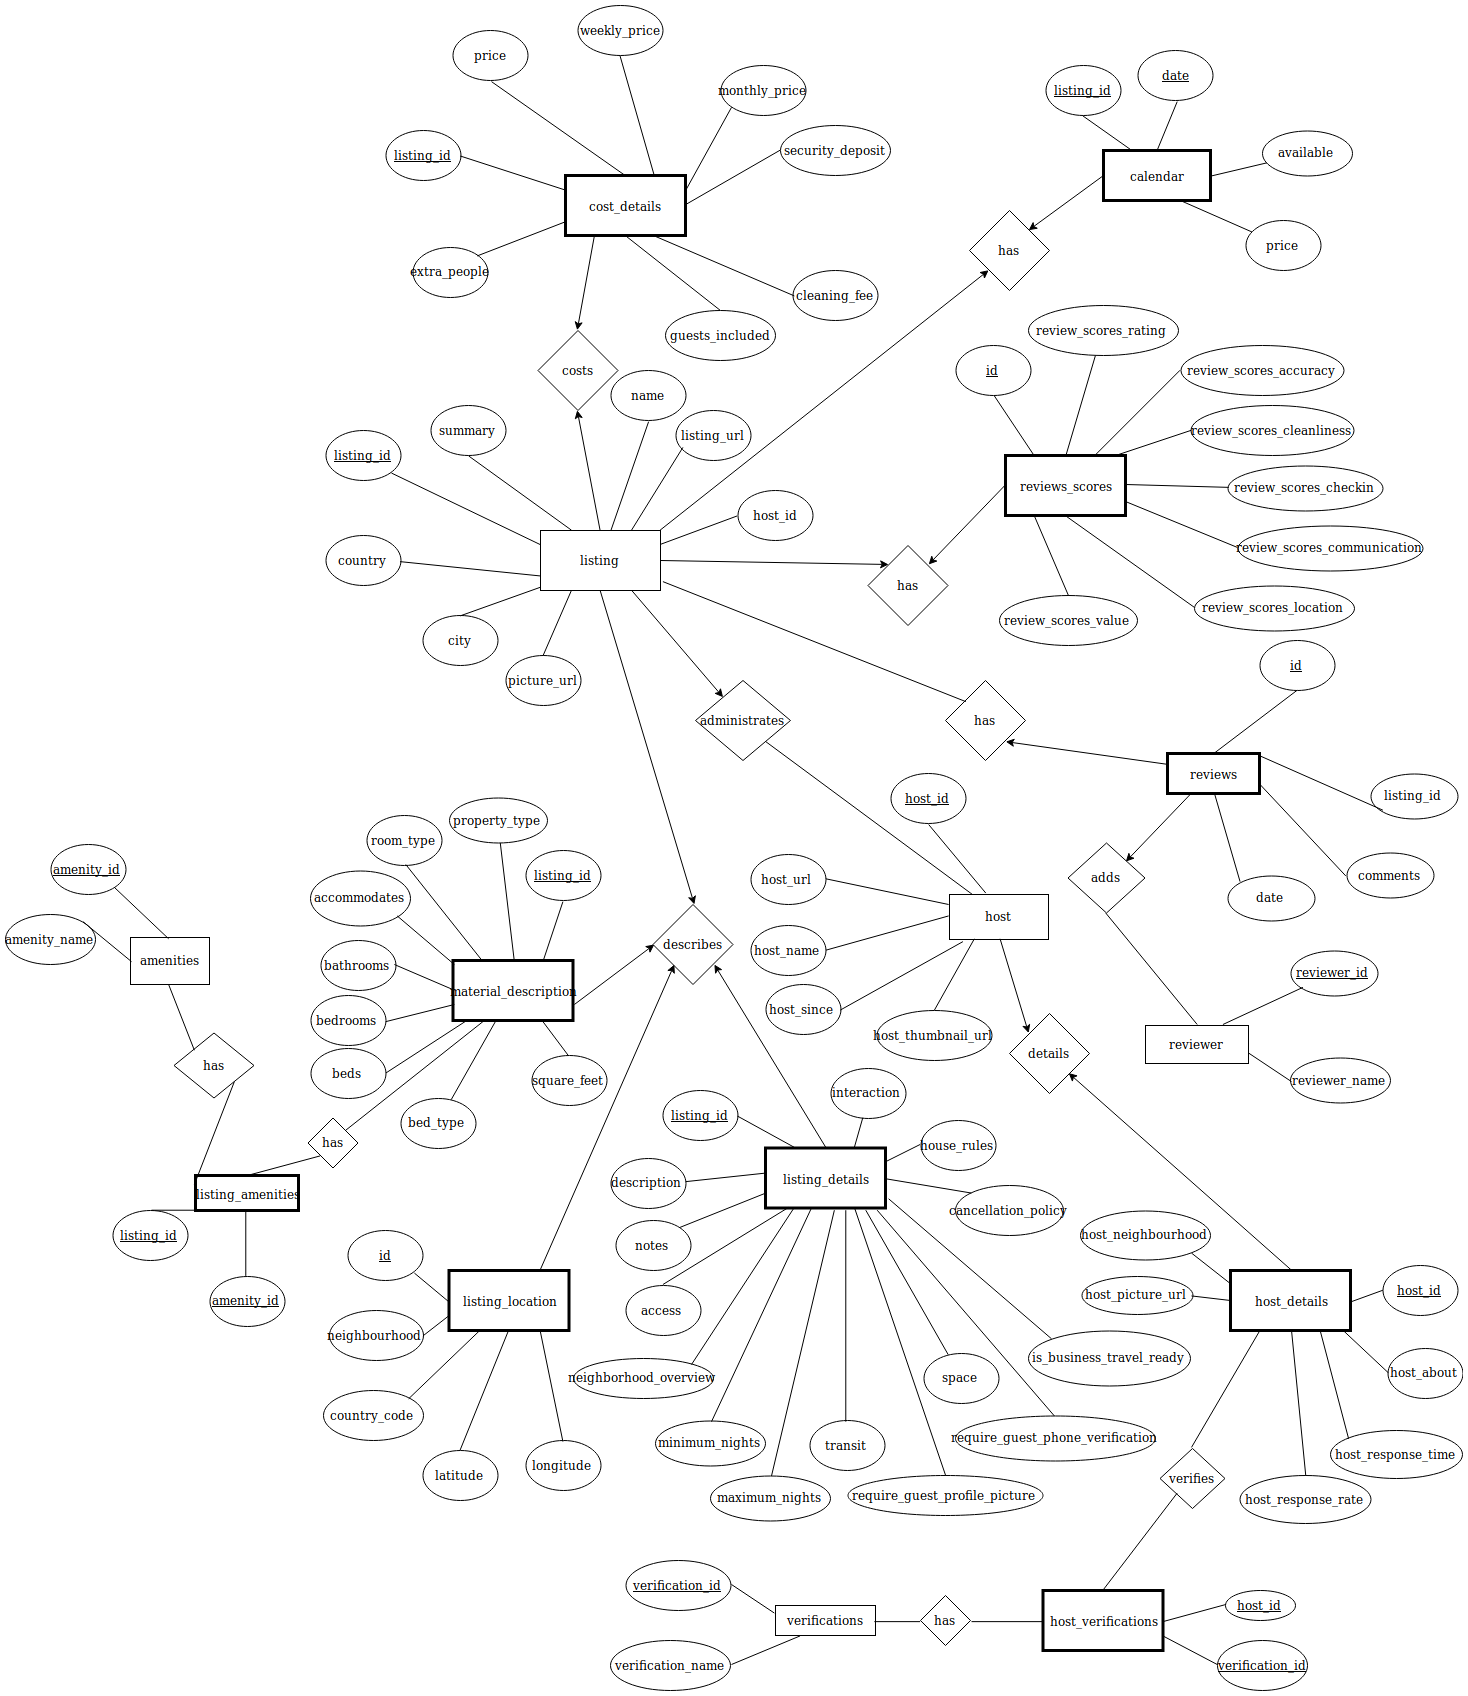 weekly_price
price
monthly_price
security_deposit
listing_id
cost_details
extra_people
cleaning_fee
guests_included
costs
date
listing_id
available
calendar
price
has
review_scores_rating
id
review_scores_accuracy
review_scores_cleanliness
reviews_scores
review_scores_checkin
review_scores_communication
review_scores_location
review_scores_value
has
name
summary
listing_url
listing_id
host_id
country
listing
city
picture_url
administrates
has
id
reviews
listing_id
comments
date
adds
reviewer_id
reviewer
reviewer_name
host_id
host_url
host
host_name
host_since
host_thumbnail_url
details
property_type
room_type
listing_id
accommodates
describes
bathrooms
material_description
bedrooms
beds
square_feet
bed_type
amenity_id
amenity_name
amenities
has
has
listing_amenities
listing_id
amenity_id
interaction
listing_id
house_rules
description
listing_details
cancellation_policy
notes
access
is_business_travel_ready
neighborhood_overview
space
minimum_nights
transit
require_guest_phone_verification
maximum_nights
require_guest_profile_picture
id
listing_location
neighbourhood
country_code
latitude
longitude
host_neighbourhood
host_picture_url
host_details
host_id
host_about
host_response_time
host_response_rate
verifies
verification_id
verifications
has
host_verifications
host_id
verification_name
verification_id